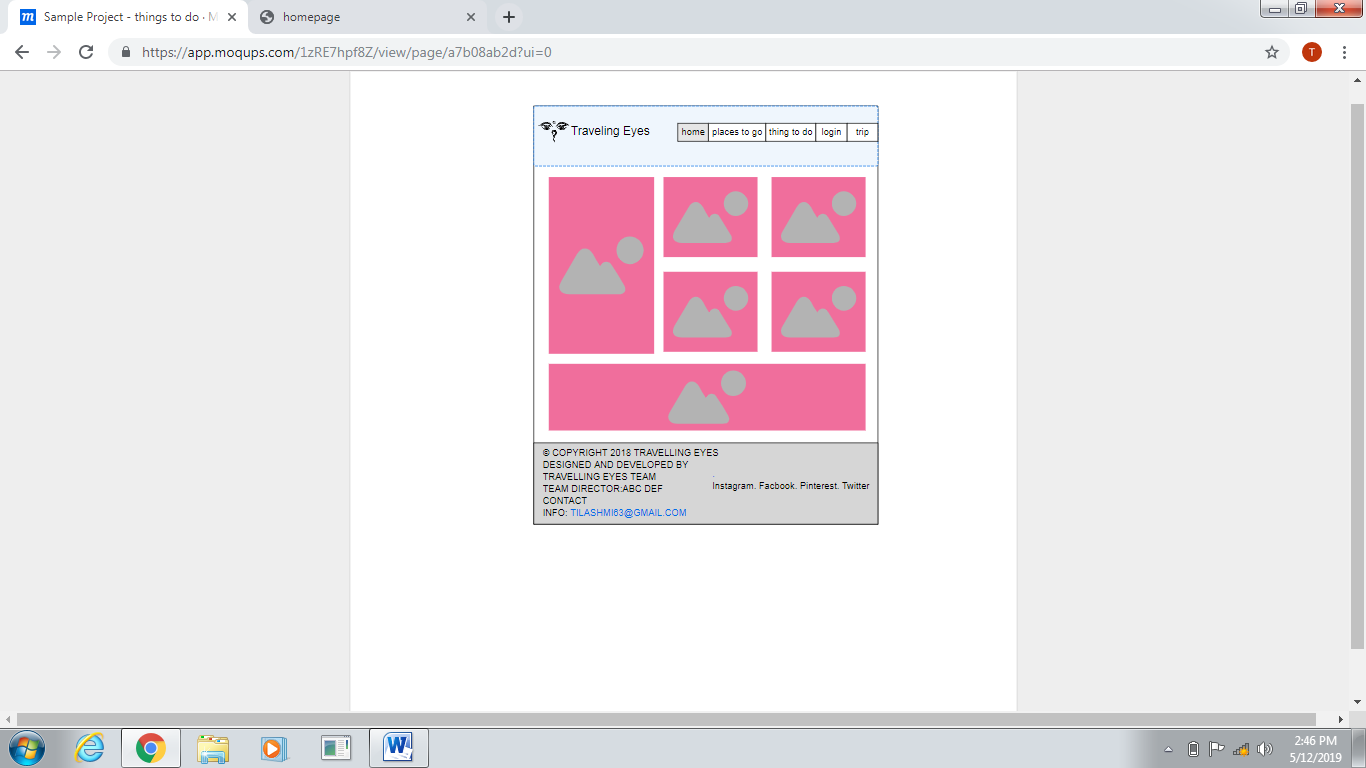 Sample Project - things to do · M
homepage
https://app.moqups.com/1zRE7hpf8Z/view/page/a7b08ab2d?ui=0
T
Traveling Eyes
home places to go thing to do login trip
© COPYRIGHT 2018 TRAVELLING EYES
DESIGNED AND DEVELOPED BY
TRAVELLING EYES TEAM
TEAM DIRECTOR:ABC DEF
CONTACT
INFO: TILASHMI63@GMAIL.COM
Instagram. Facbook. Pinterest. Twitter
2:46 PM
5/12/2019